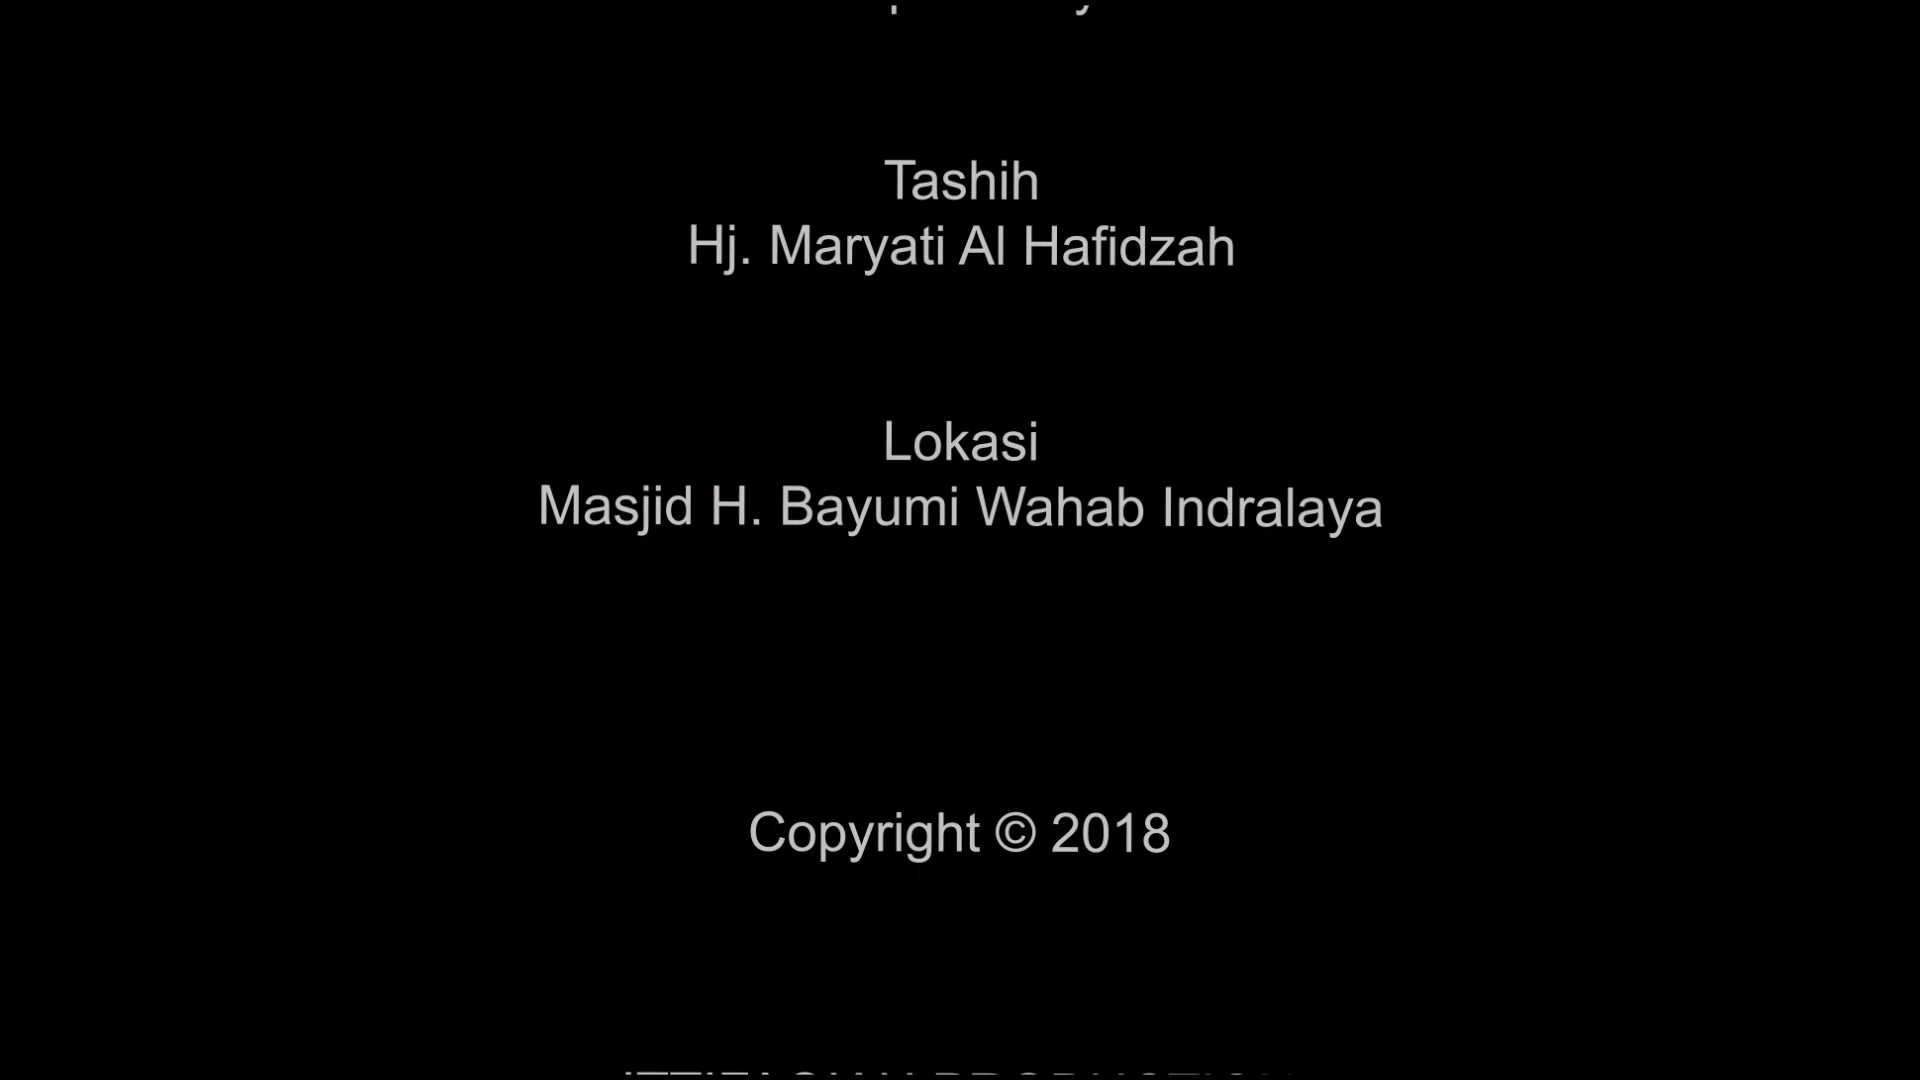 Tashih
Hj. Maryati Al Hafidzah
Lokasi
Masjid H. Bayumi Wahab Indralaya
Copyright © 2018